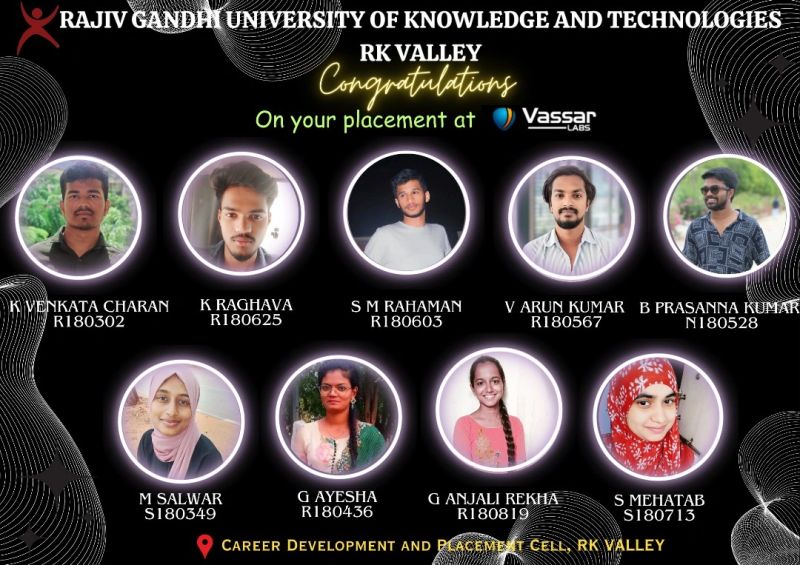 RAJIV GANDHI UNIVERSITY OF KNOWLEDGE AND TECHNOLOGIES
RK VALLEY
Congratulations
On your placement at Vassar LABS
K VENKATA CHARAN
R180302
K RAGHAVA
R180625
S M RAHAMAN
R180603
V ARUN KUMAR
R180567
B PRASANNA KUMAR
N180528
M SALWAR
S180349
G AYESHA
R180436
G ANJALI REKHA
R180819
S MEHATAB
S180713
CAREER DEVELOPMENT AND PLACEMENT CELL, RK VALLEY